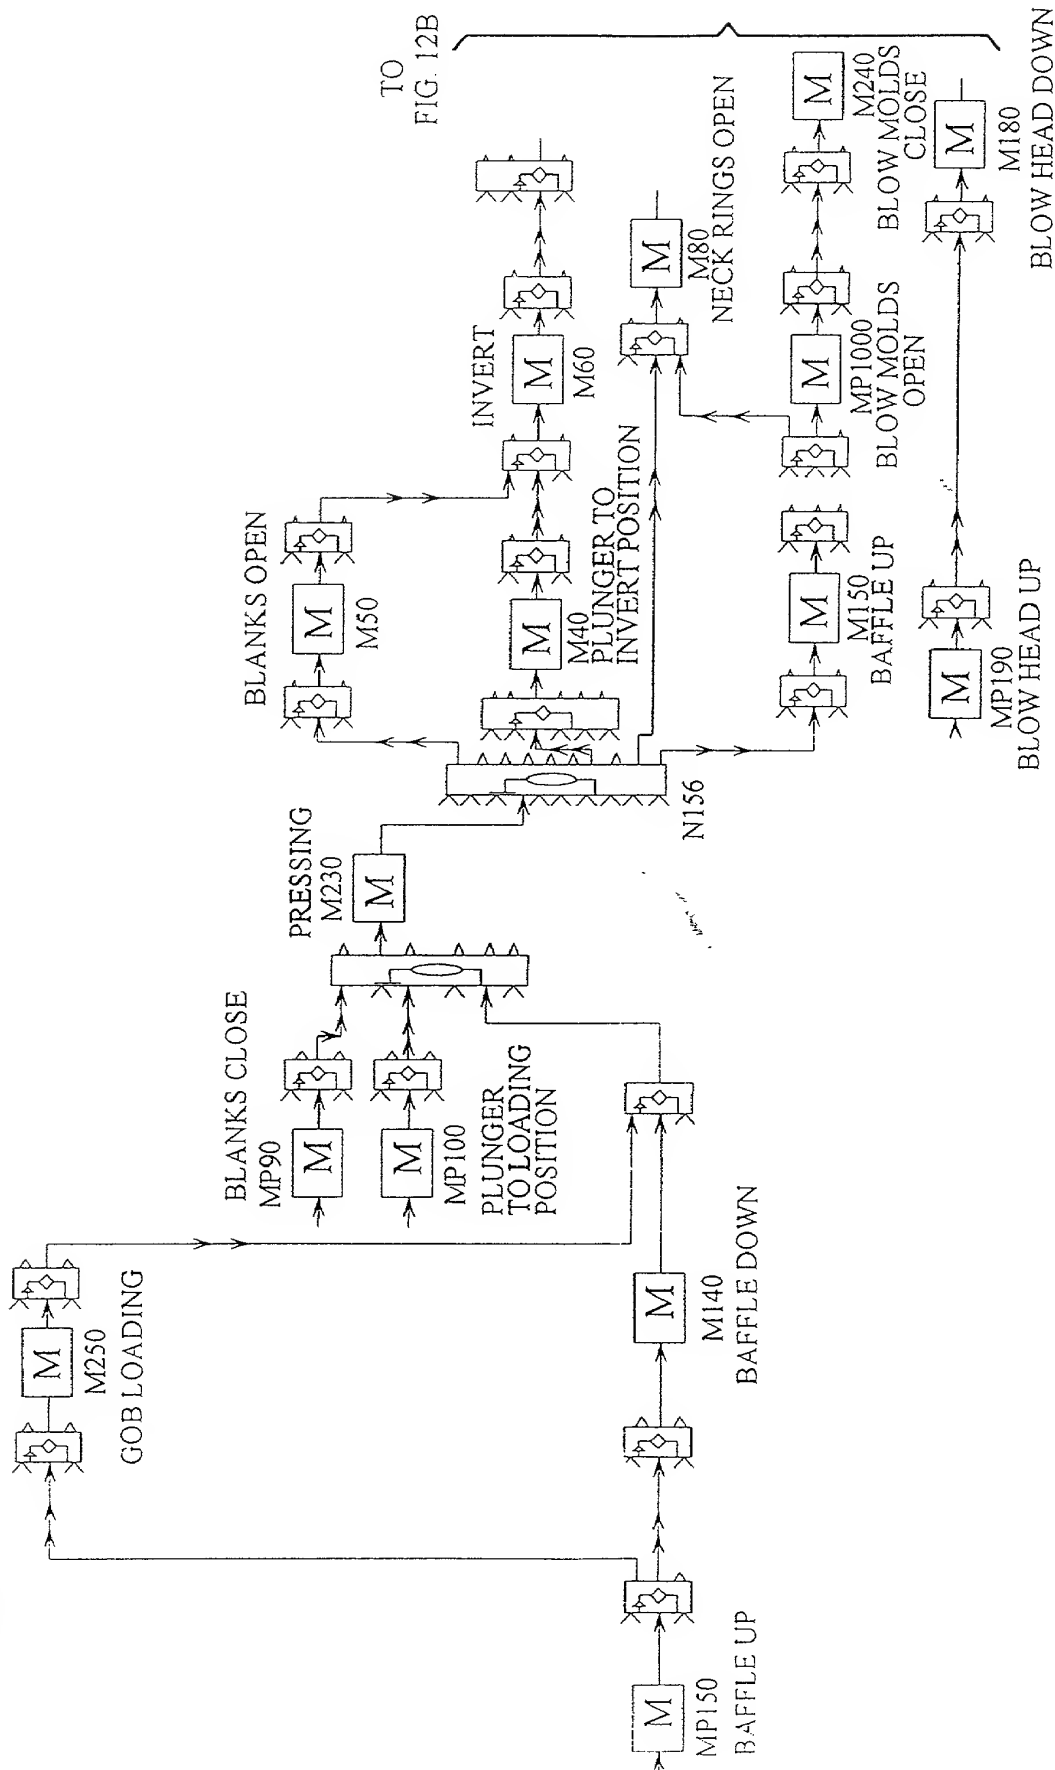 TO
FIG. 12B
BLANKS OPEN
M
M50
INVERT
M
M60
M
M40
PLUNGER TO
INVERT POSITION
M
M80
NECK RINGS OPEN
M
M240
BLOW MOLDS
CLOSE
M
MP1000
BLOW MOLDS
OPEN
M
M150
BAFFLE UP
M
M180
BLOW HEAD DOWN
M
MP190
BLOW HEAD UP
N156
PRESSING
M230
M
BLANKS CLOSE
MP90
M
M
MP100
PLUNGER
TO LOADING
POSITION
M
M250
GOB LOADING
M
M140
BAFFLE DOWN
M
MP150
BAFFLE UP